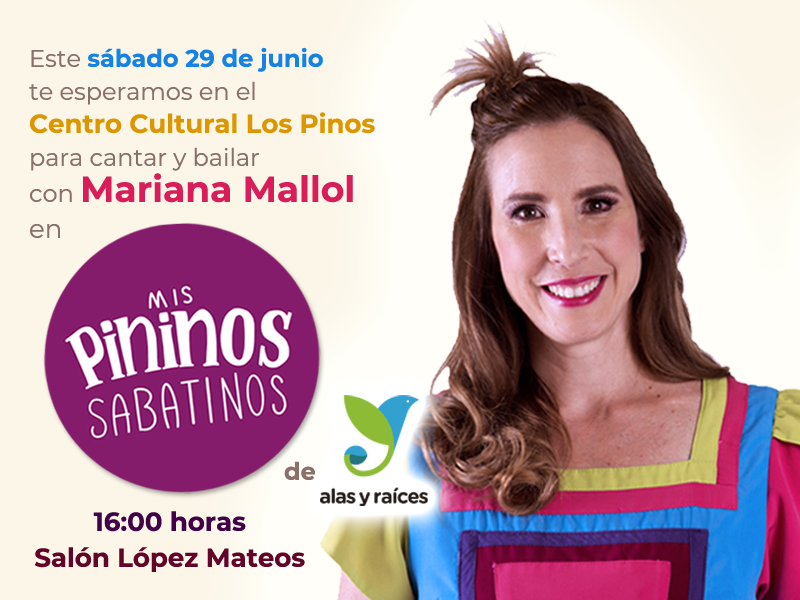 Este sábado 29 de junio
te esperamos en el
Centro Cultural Los Pinos
para cantar y bailar
con Mariana Mallol
en
MIS
Pininos
SABATINOS
de
alas y raíces
16:00 horas
Salón López Mateos